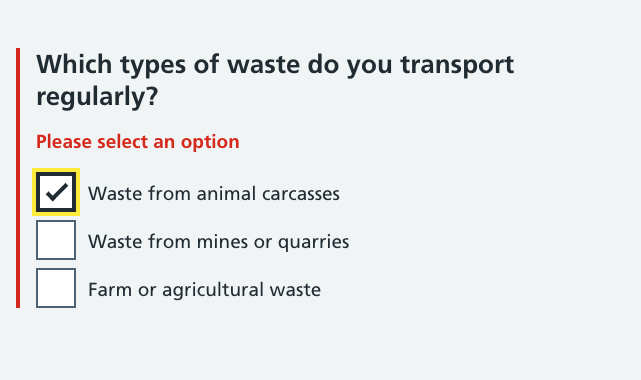 Which types of waste do you transport
regularly?
Please select an option
Waste from animal carcasses
Waste from mines or quarries
Farm or agricultural waste